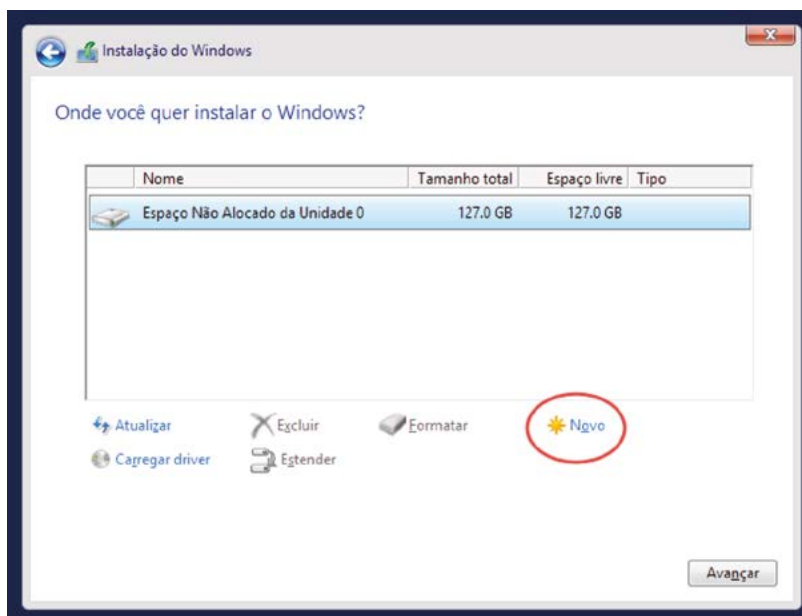 Instalação do Windows
Onde você quer instalar o Windows?
Nome Tamanho total Espaço livre Tipo
Espaço Não Alocado da Unidade 0 127.0 GB 127.0 GB
Atualizar Excluir Formatar Novo
Carregar driver Estender
Avançar